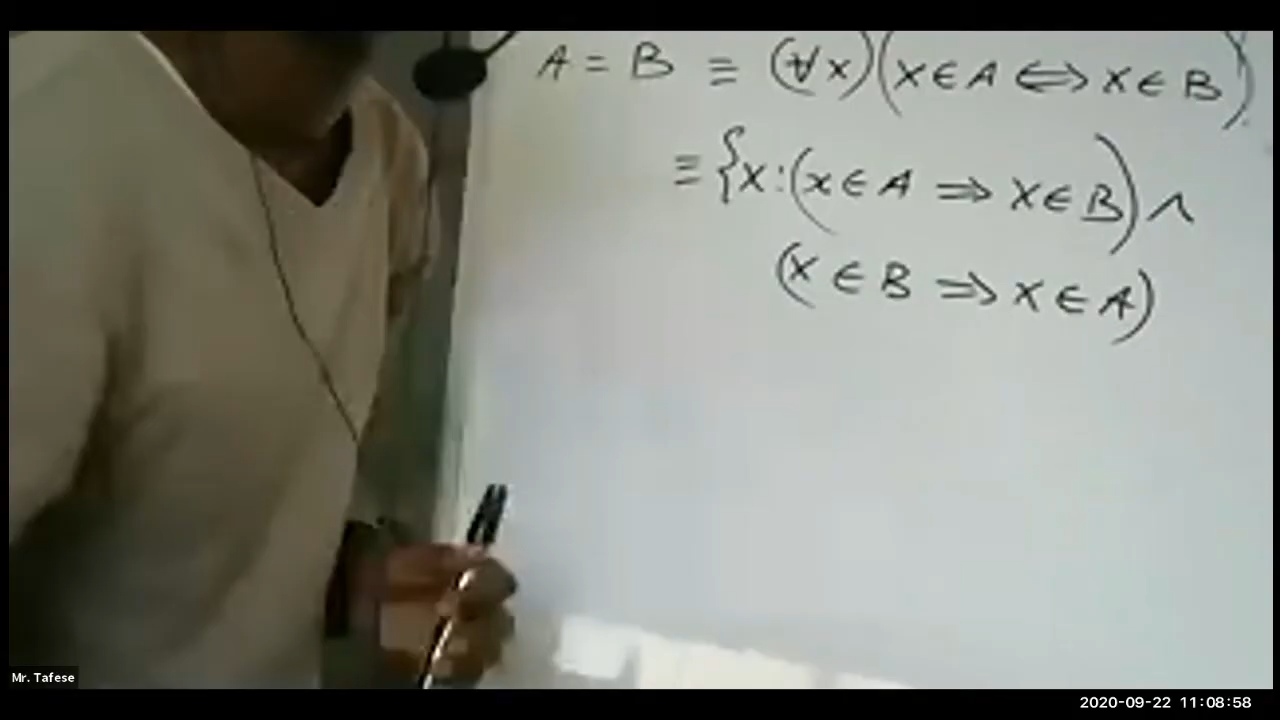 A = B ≡ (∀x)(x∈A ⇔ x∈B)
≡ {x:(x∈A ⇒ x∈B) ∧
(x∈B ⇒ x∈A)
Mr. Tafese
2020-09-22 11:08:58